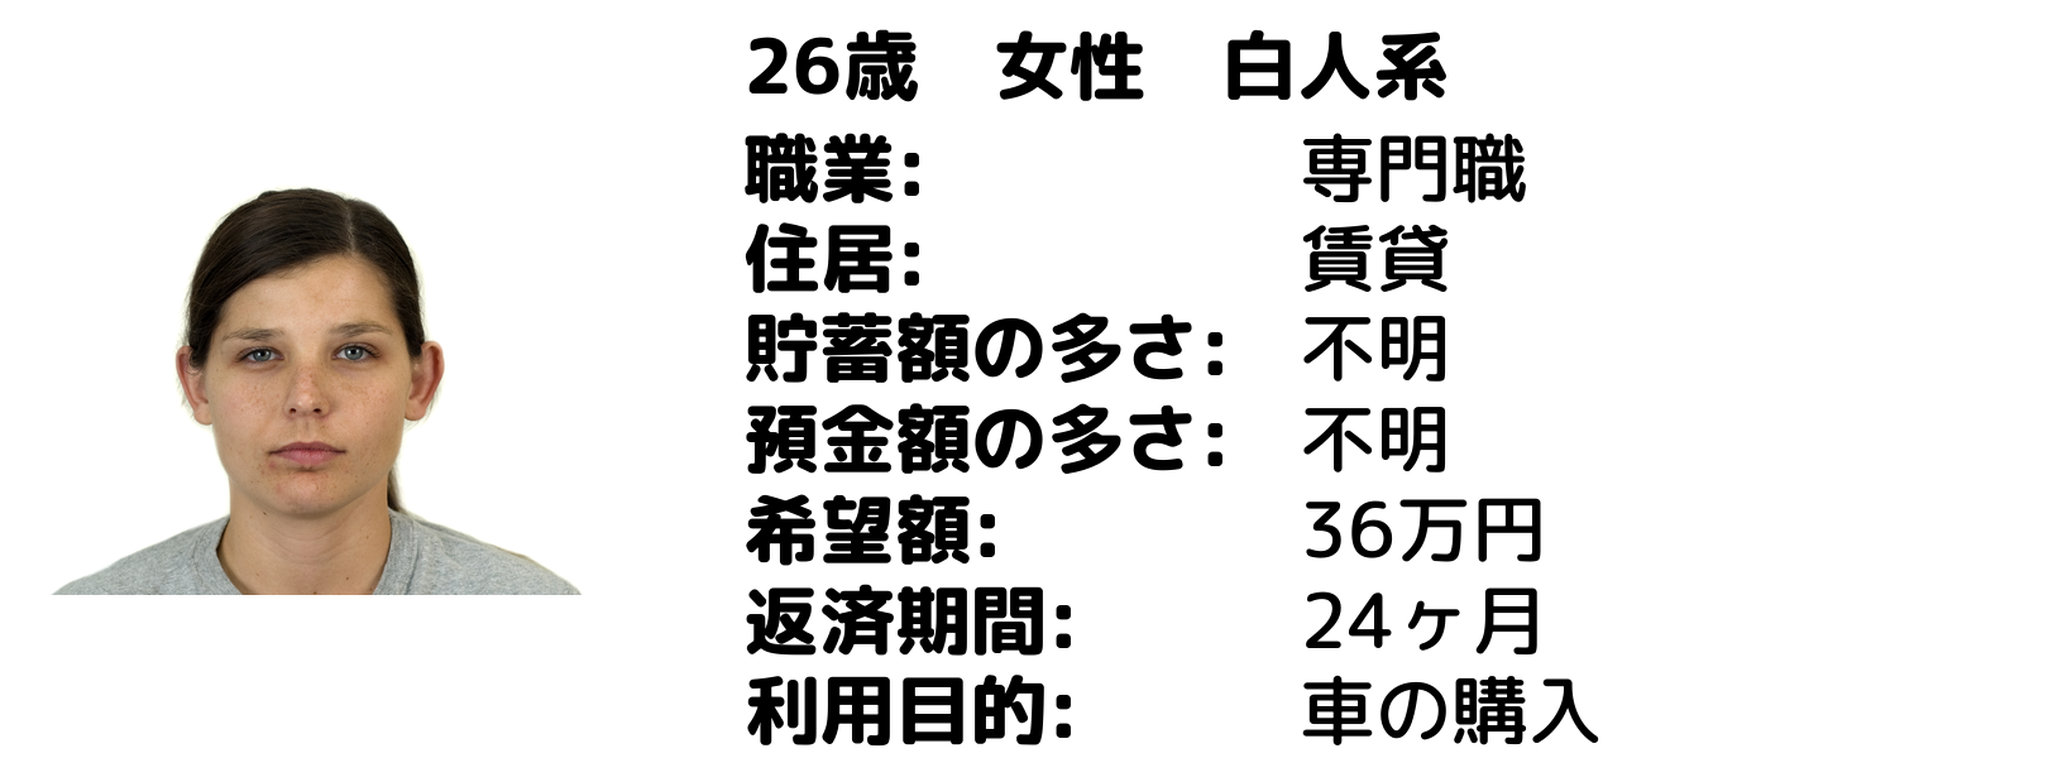 26歳　女性　白人系
職業:　専門職
住居:　賃貸
貯蓄額の多さ:　不明
預金額の多さ:　不明
希望額:　36万円
返済期間:　24ヶ月
利用目的:　車の購入